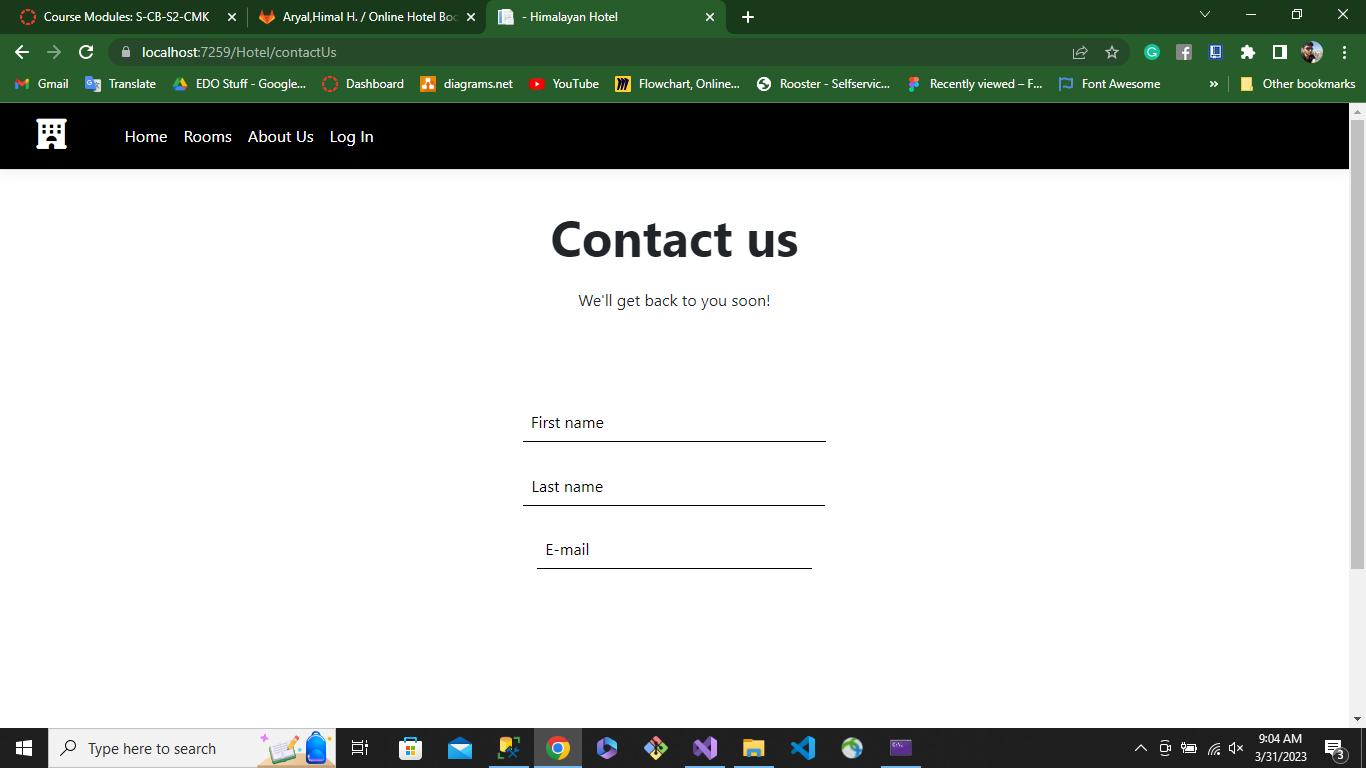 Course Modules: S-CB-S2-CMK
Aryal,Himal H. / Online Hotel Boo
- Himalayan Hotel
localhost:7259/Hotel/contactUs
Gmail Translate EDO Stuff - Google... Dashboard diagrams.net YouTube Flowchart, Online... Rooster - Selfservic... Recently viewed – F... Font Awesome » Other bookmarks
Home Rooms About Us Log In
Contact us
We'll get back to you soon!
First name
Last name
E-mail
Type here to search
9:04 AM
3/31/2023
3